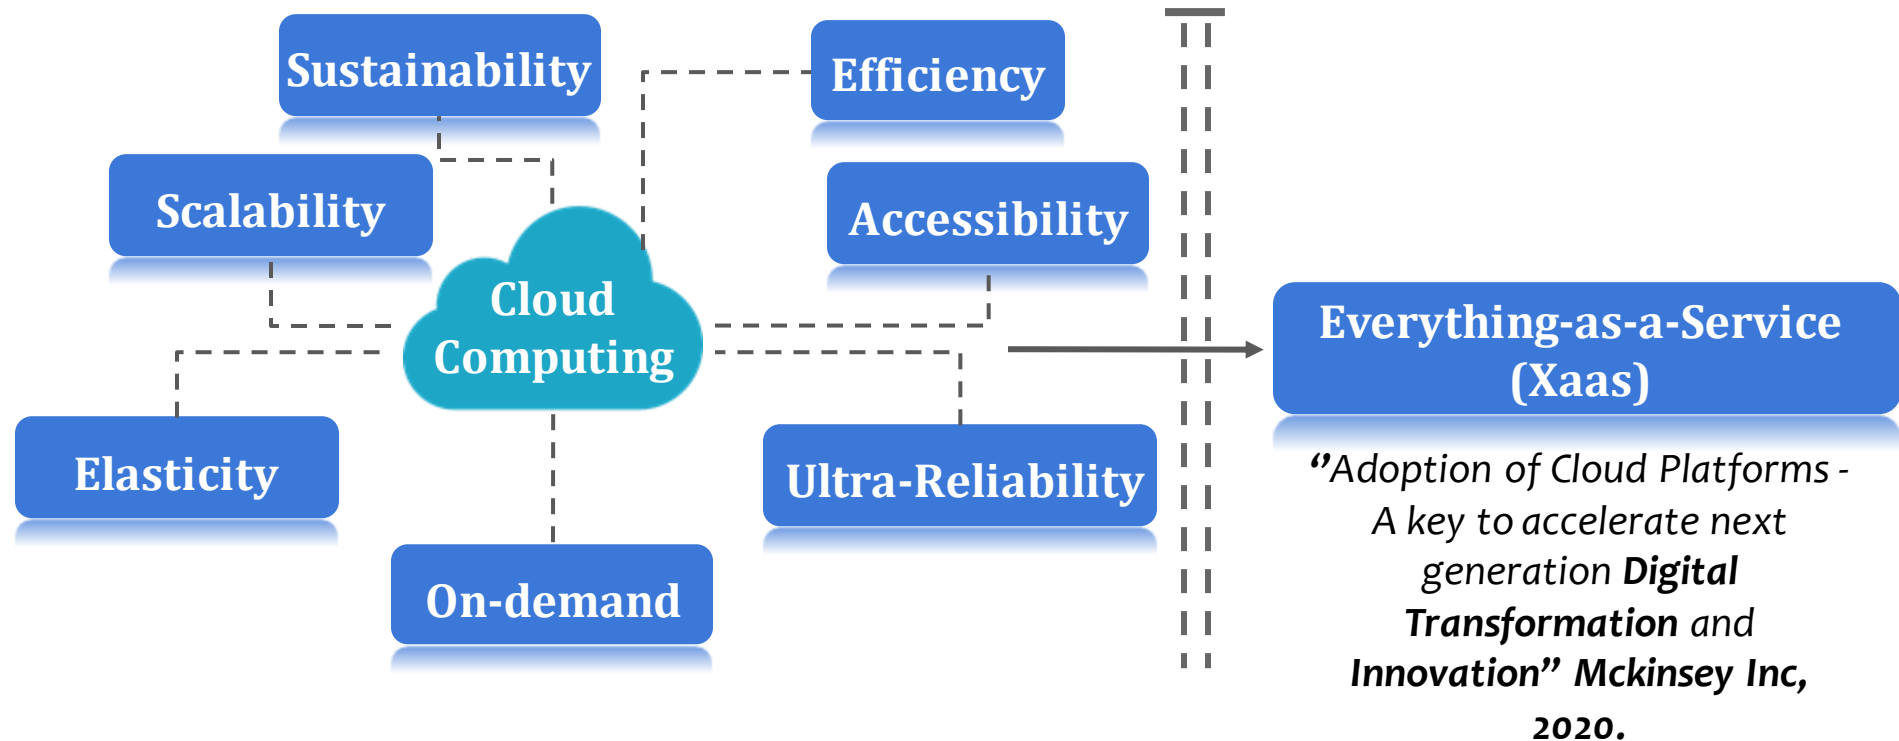 Sustainability
Efficiency
Scalability
Accessibility
Cloud
Computing
Everything-as-a-Service
(Xaas)
Elasticity
Ultra-Reliability
On-demand
‘’Adoption of Cloud Platforms -
A key to accelerate next
generation Digital
Transformation and
Innovation” Mckinsey Inc,
2020.